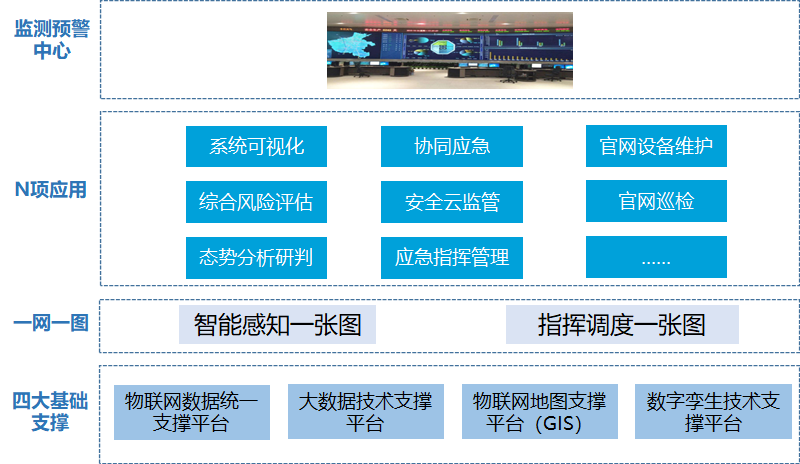 监测预警
中心
N项应用
系统可视化
协同应急
官网设备维护
综合风险评估
安全云监管
官网巡检
态势分析研判
应急指挥管理
......
一网一图
智能感知一张图
指挥调度一张图
四大基础
支撑
物联网数据统一
支撑平台
大数据技术支撑
平台
物联网地图支撑
平台（GIS）
数字孪生技术支
撑平台